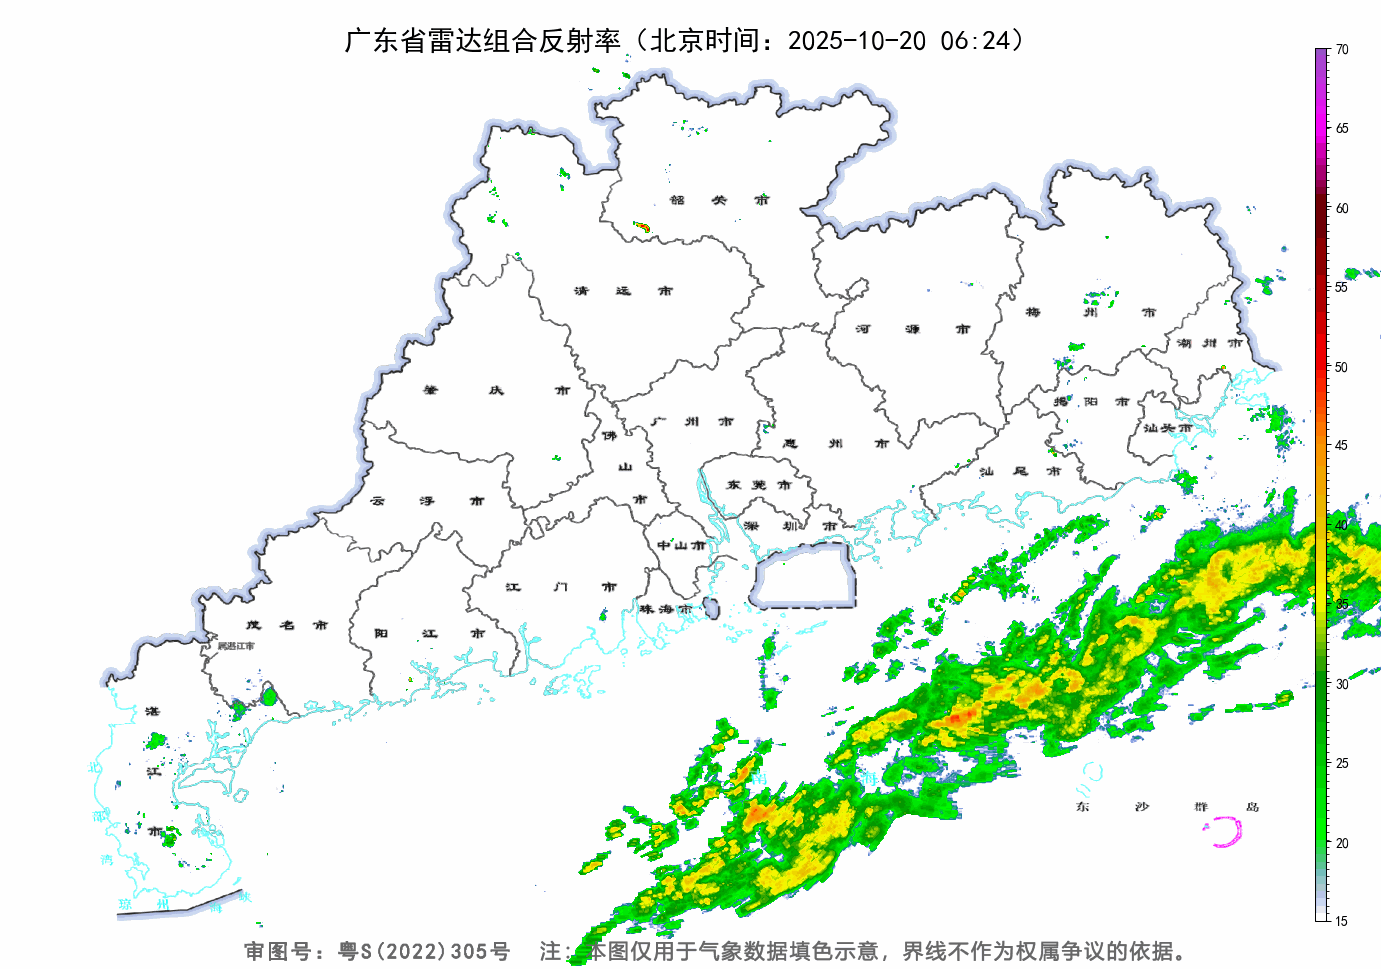 广东省雷达组合反射率（北京时间：2025-10-20 06:24）
70
65
60
55
50
45
40
35
30
25
20
15
韶关市
清远市
河源市
梅州市
潮州市
肇庆市
广州市
惠州市
揭阳市
汕头市
佛山市
东莞市
汕尾市
云浮市
深圳市
中山市
江门市
珠海市
茂名市
阳江市
属湛江市
湛江市
北部湾
南海
东沙群岛
琼州海峡
审图号：粤S(2022)305号 注：本图仅用于气象数据填色示意，界线不作为权属争议的依据。